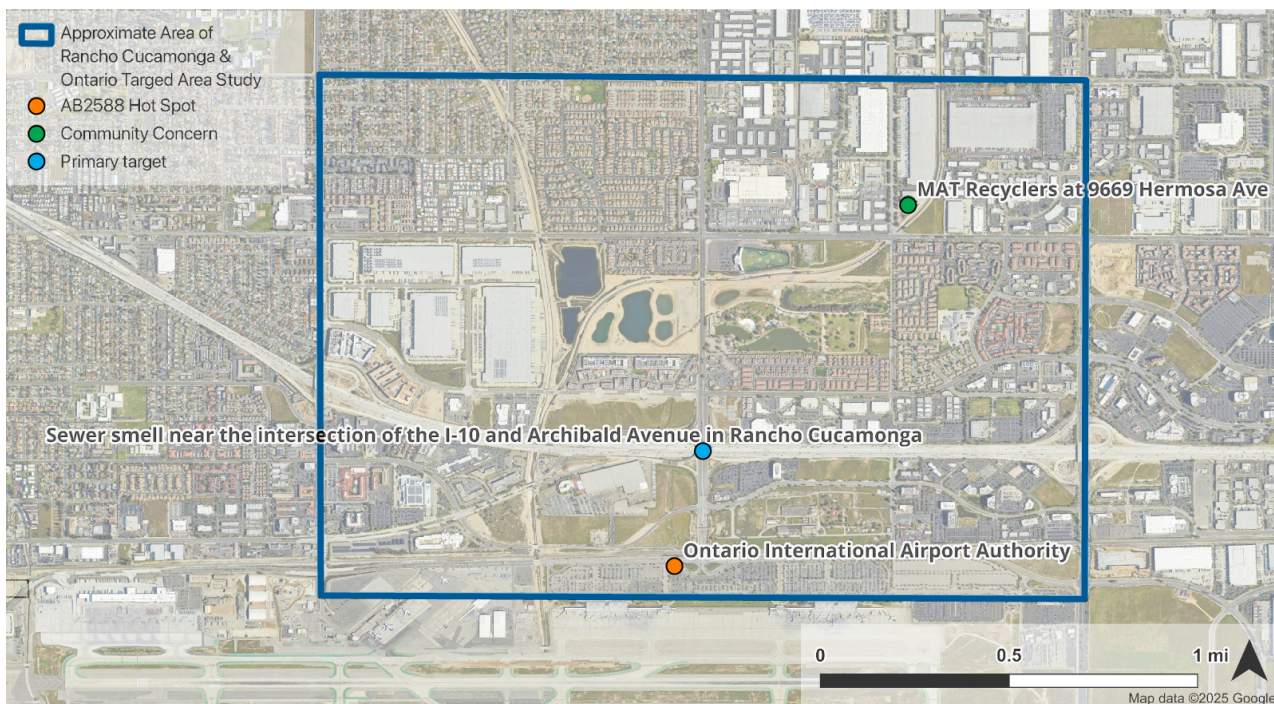 Approximate Area of
Rancho Cucamonga &
Ontario Targed Area Study
AB2588 Hot Spot
Community Concern
Primary target
MAT Recyclers at 9669 Hermosa Ave
Sewer smell near the intersection of the I-10 and Archibald Avenue in Rancho Cucamonga
Ontario International Airport Authority
0 0.5 1 mi
Map data ©2025 Google